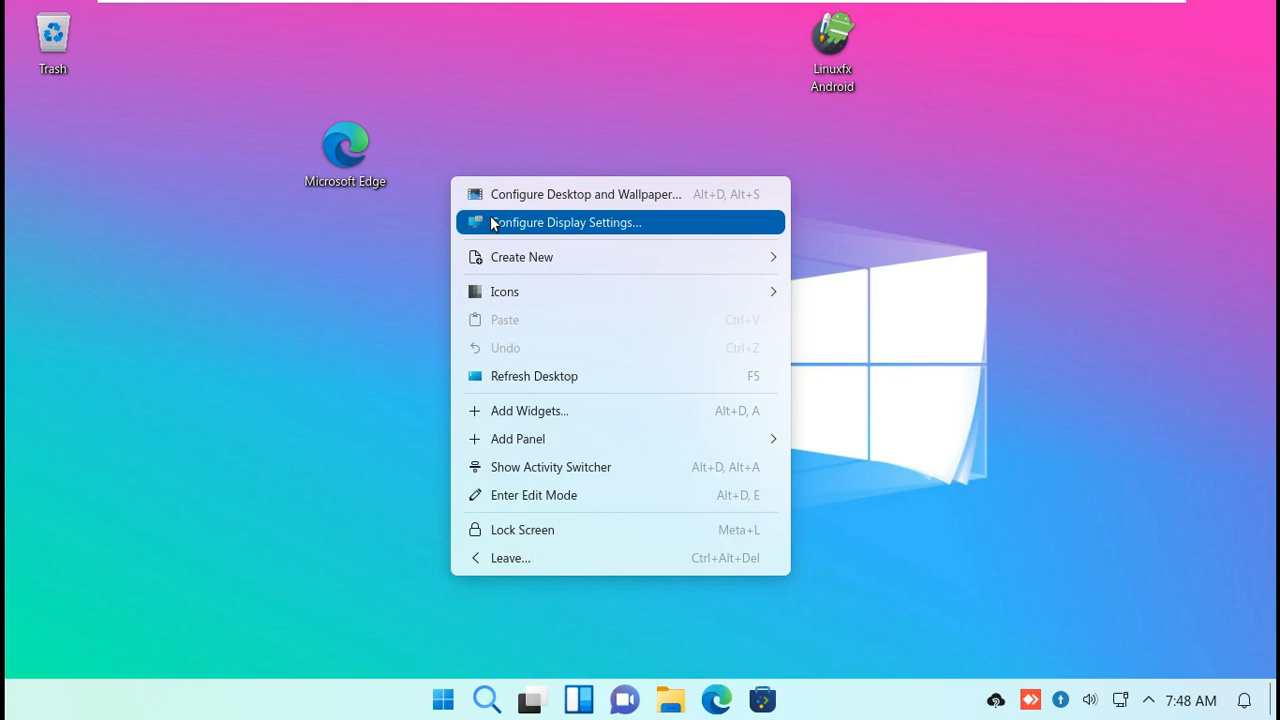 Trash
Linuxfx
Android
Microsoft Edge
Configure Desktop and Wallpaper... Alt+D, Alt+S
Configure Display Settings...
Create New
Icons
Paste Ctrl+V
Undo Ctrl+Z
Refresh Desktop F5
Add Widgets... Alt+D, A
Add Panel
Show Activity Switcher Alt+D, Alt+A
Enter Edit Mode Alt+D, E
Lock Screen Meta+L
Leave... Ctrl+Alt+Del
7:48 AM